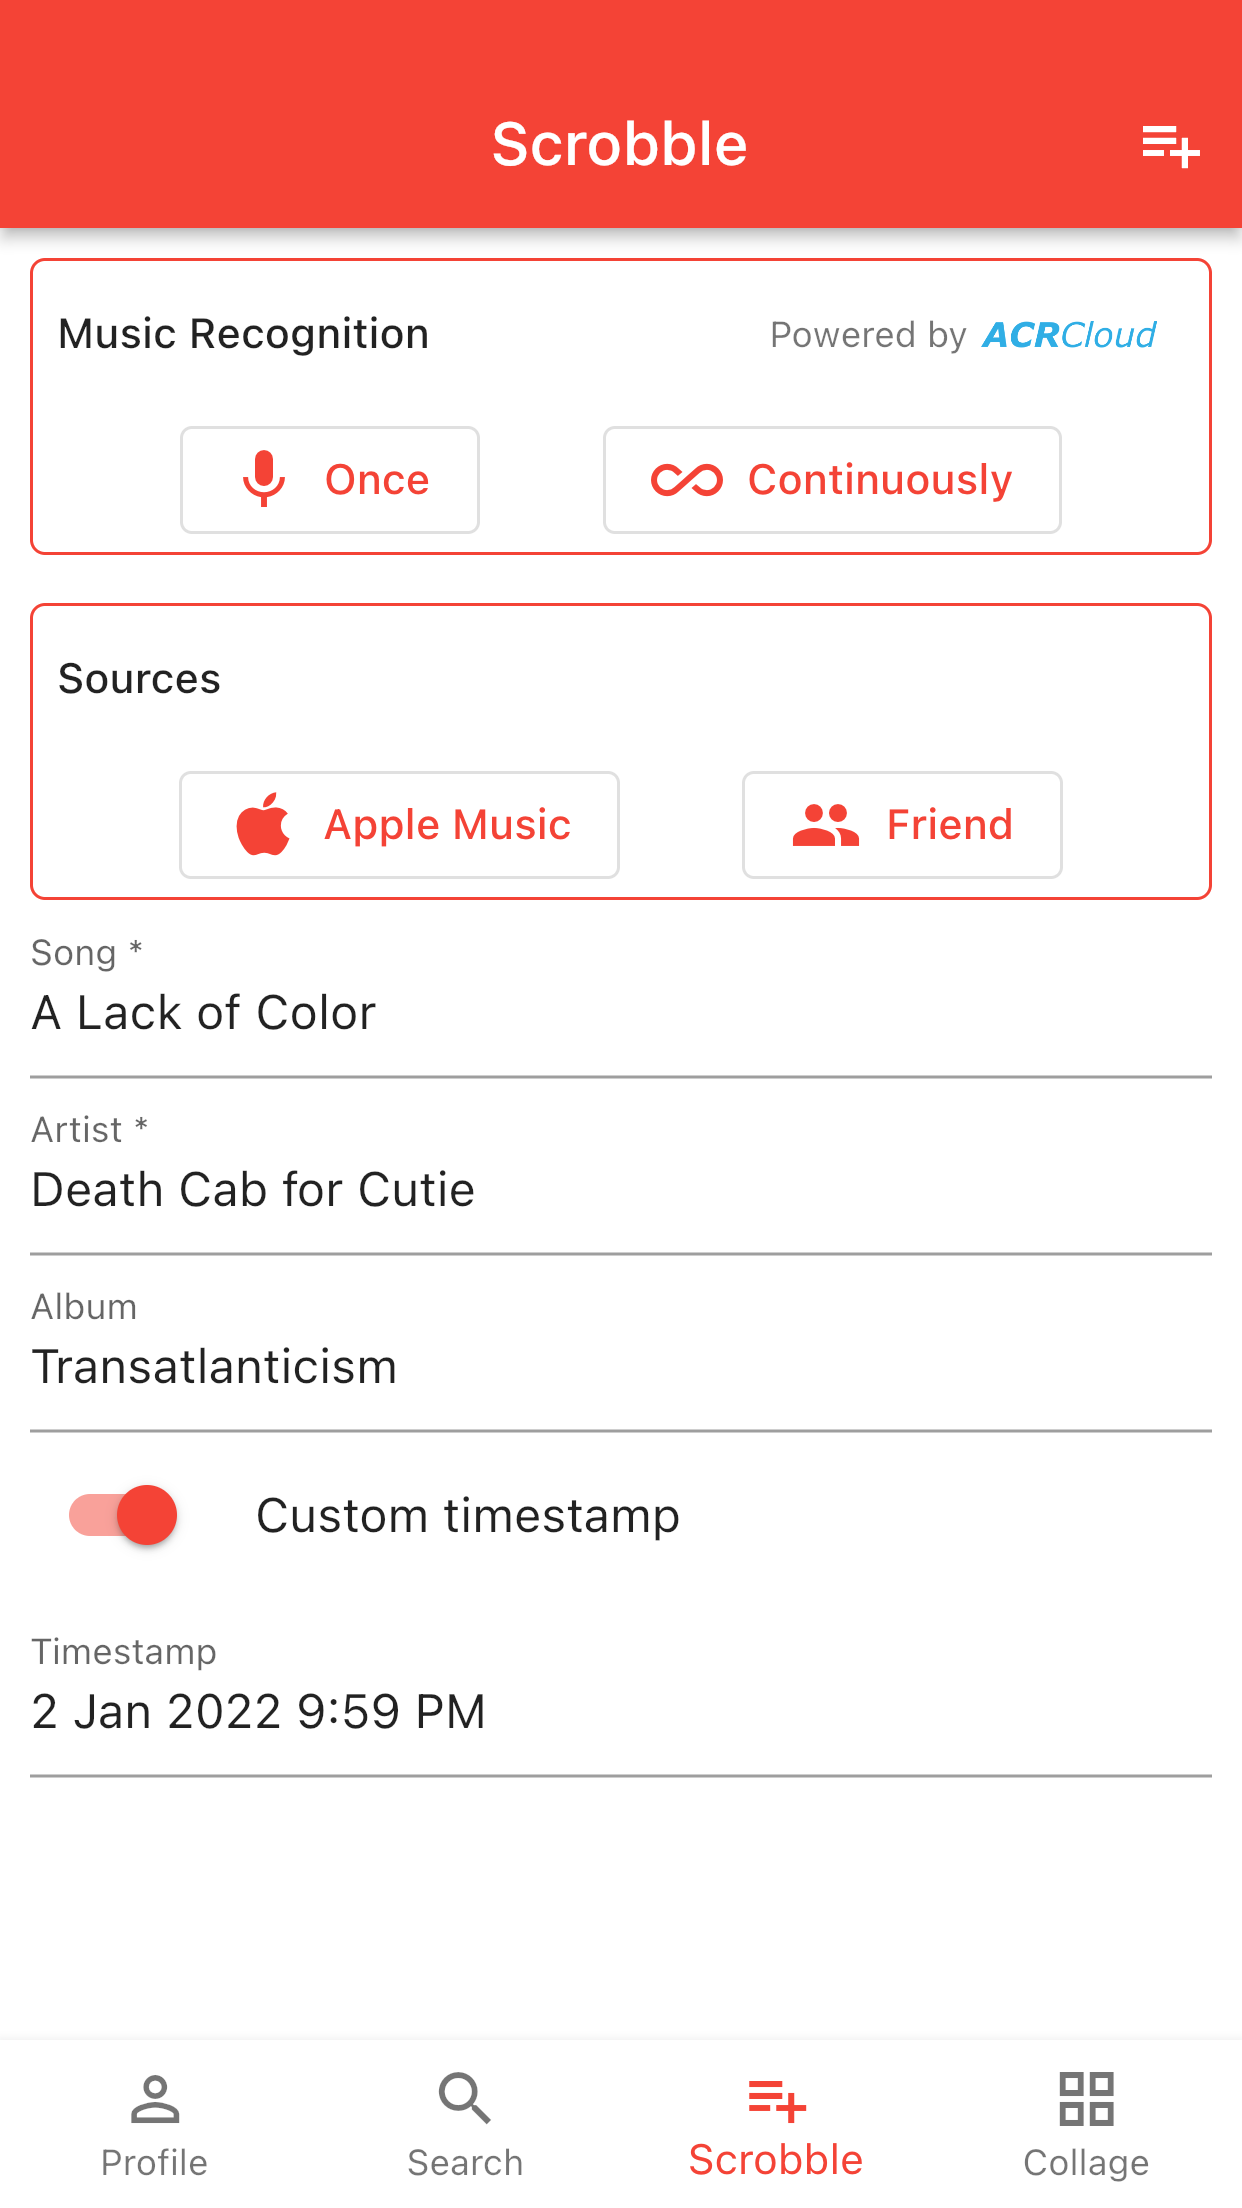 Scrobble
Music Recognition
Powered by ACRCloud
Once
Continuously
Sources
Apple Music
Friend
Song *
A Lack of Color
Artist *
Death Cab for Cutie
Album
Transatlanticism
Custom timestamp
Timestamp
2 Jan 2022 9:59 PM
Profile
Search
Scrobble
Collage